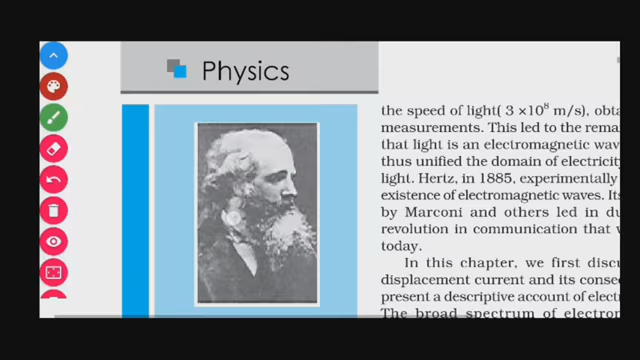 Physics
the speed of light( 3 ×10⁸ m/s), obta
measurements. This led to the rema
that light is an electromagnetic wav
thus unified the domain of electricity
light. Hertz, in 1885, experimentally
existence of electromagnetic waves. Its
by Marconi and others led in du
revolution in communication that w
today.
In this chapter, we first discu
displacement current and its conse
present a descriptive account of electr
The broad spectrum of electron